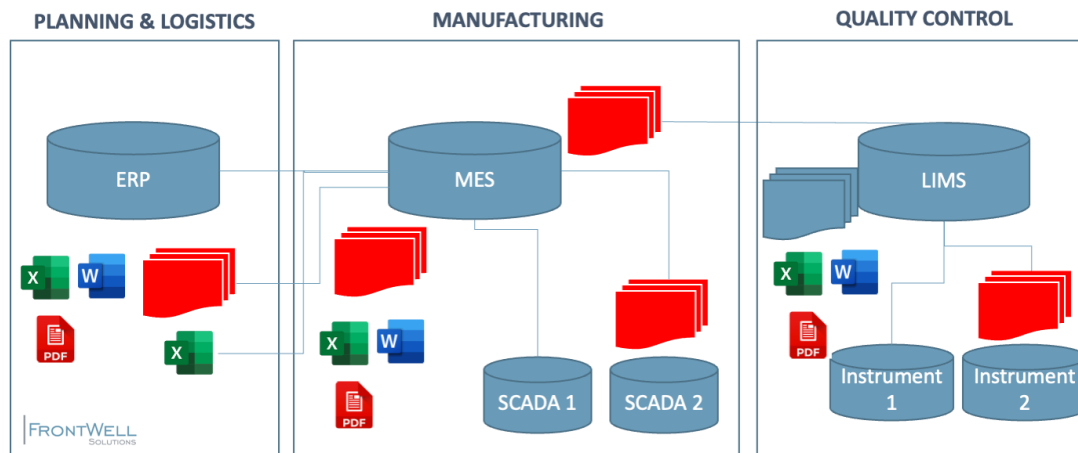 PLANNING & LOGISTICS
MANUFACTURING
QUALITY CONTROL
ERP
MES
LIMS
X
W
PDF
X
X
W
PDF
SCADA 1
SCADA 2
X
W
PDF
Instrument
1
Instrument
2
FRONTWELL
SOLUTIONS